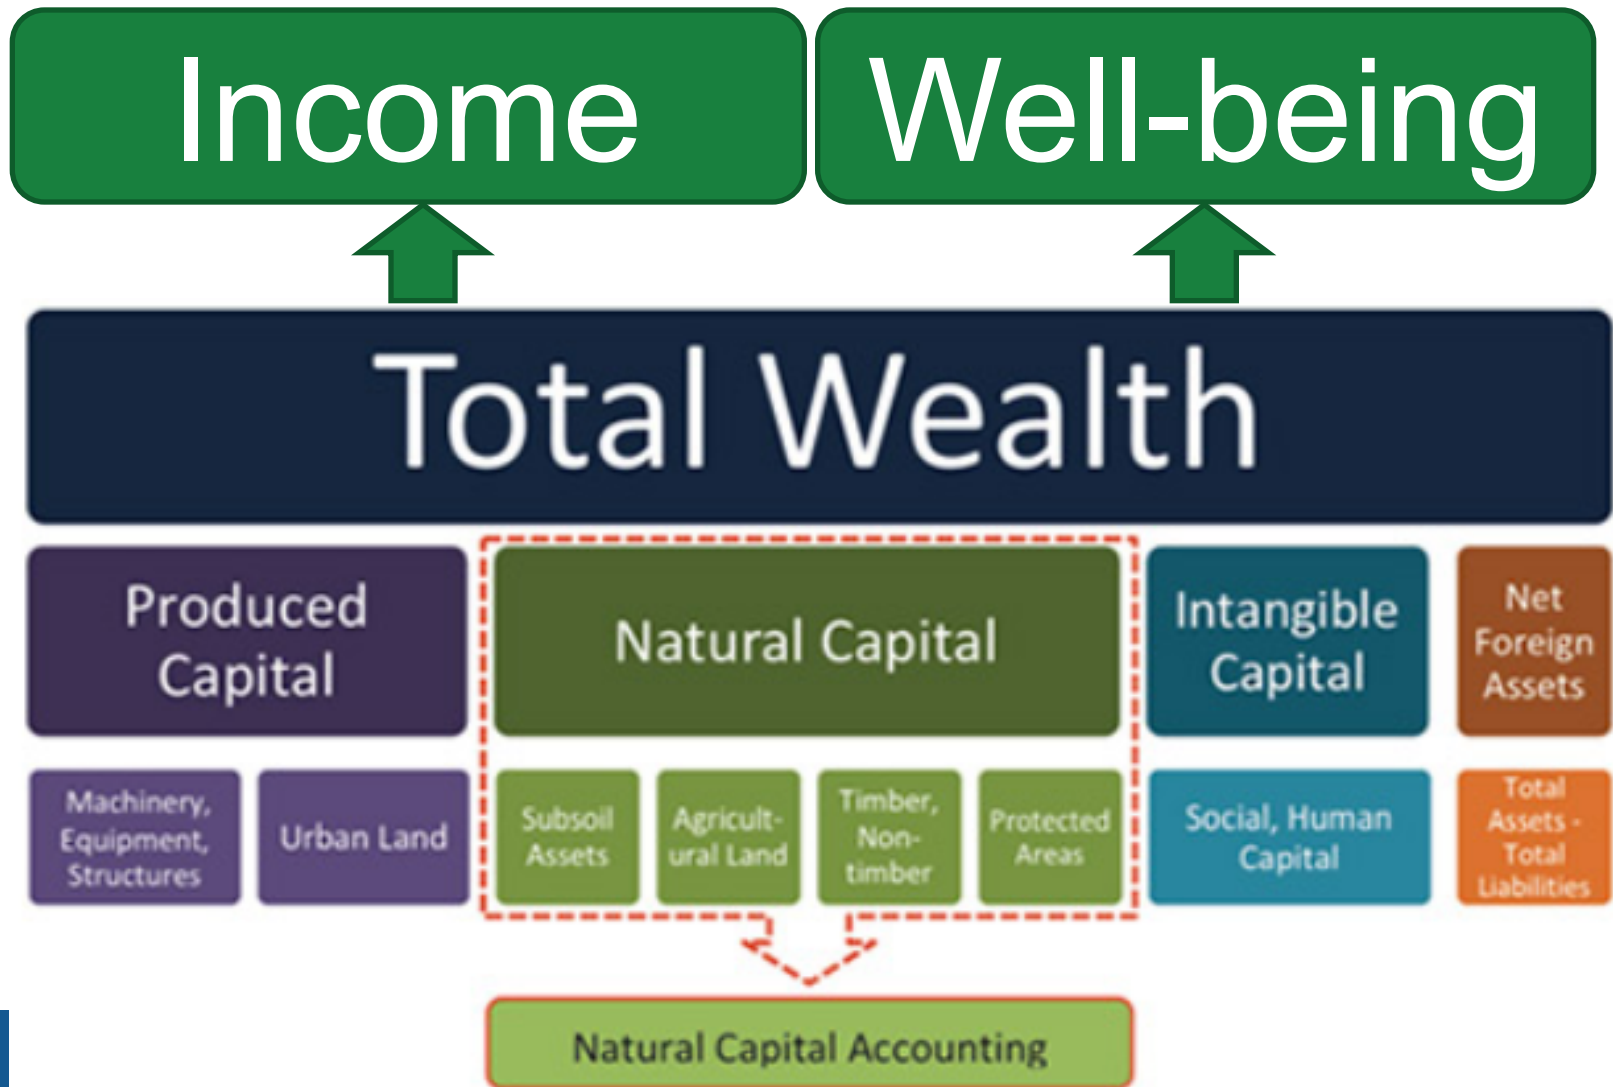 Income
Well-being
Total Wealth
Produced
Capital
Natural Capital
Intangible
Capital
Net
Foreign
Assets
Machinery,
Equipment,
Structures
Urban Land
Subsoil
Assets
Agricult-
ural Land
Timber,
Non-
timber
Protected
Areas
Social, Human
Capital
Total
Assets -
Total
Liabilities
Natural Capital Accounting